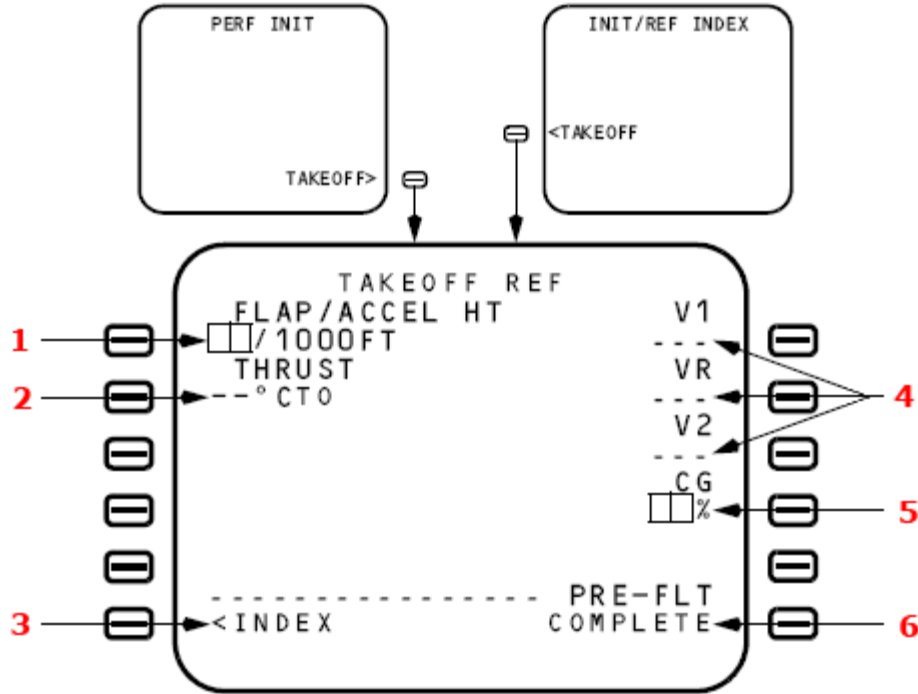 PERF INIT
TAKEOFF>
INIT/REF INDEX
<TAKEOFF
TAKEOFF REF
FLAP/ACCEL HT V1
1 /1000FT ---
THRUST VR
2 --°CTO --- 4
V2
---
CG
% 5
---------------- PRE-FLT
3 <INDEX COMPLETE 6